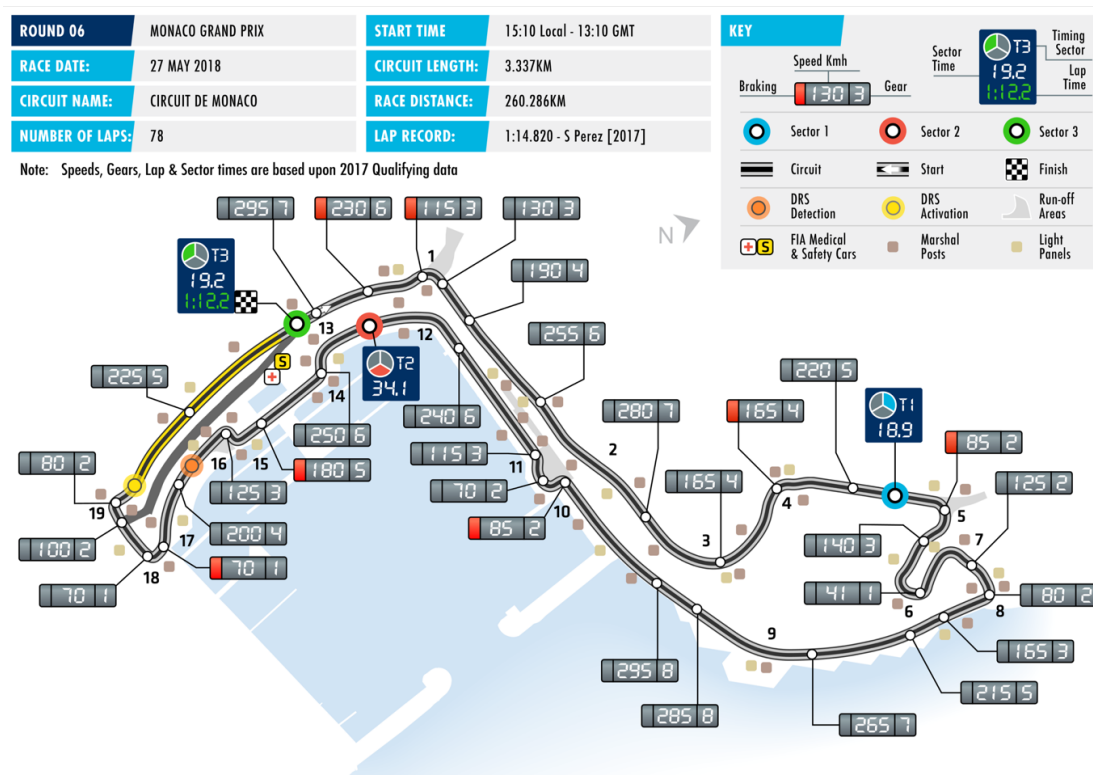 ROUND 06 MONACO GRAND PRIX
RACE DATE: 27 MAY 2018
CIRCUIT NAME: CIRCUIT DE MONACO
NUMBER OF LAPS: 78
START TIME 15:10 Local - 13:10 GMT
CIRCUIT LENGTH: 3.337KM
RACE DISTANCE: 260.286KM
LAP RECORD: 1:14.820 - S Perez [2017]
Note: Speeds, Gears, Lap & Sector times are based upon 2017 Qualifying data
KEY
Speed Kmh
Braking 130 3 Gear
Sector Time
T3
19.2
1:12.2
Timing Sector
Lap Time
Sector 1 Sector 2 Sector 3
Circuit Start Finish
DRS Detection DRS Activation Run-off Areas
S FIA Medical & Safety Cars Marshal Posts Light Panels
N
295 7
230 6
115 3
130 3
1
190 4
T3
19.2
1:12.2
13
12
255 6
S
T2
34.1
225 5
14
240 6
280 7
2
220 5
165 4
T1
18.9
85 2
250 6
115 3
11
80 2
16
15
180 5
125 3
70 2
10
85 2
165 4
3
4
125 2
5
7
19
100 2
17
200 4
70 1
18
70 1
140 3
41 1
6
8
80 2
9
165 3
295 8
215 5
285 8
265 7